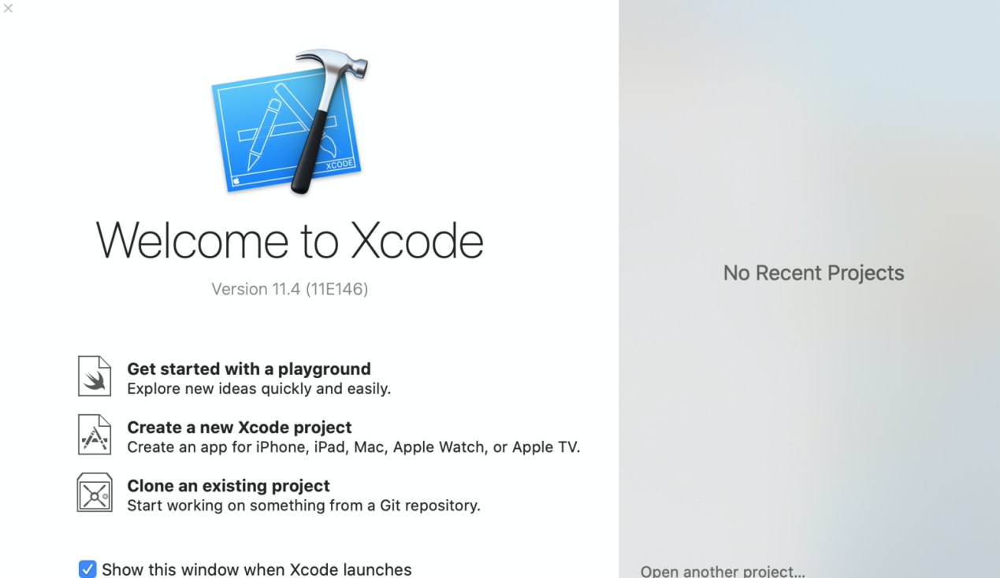 XCODE
Welcome to Xcode
Version 11.4 (11E146)
Get started with a playground
Explore new ideas quickly and easily.
Create a new Xcode project
Create an app for iPhone, iPad, Mac, Apple Watch, or Apple TV.
Clone an existing project
Start working on something from a Git repository.
Show this window when Xcode launches
No Recent Projects
Open another project...